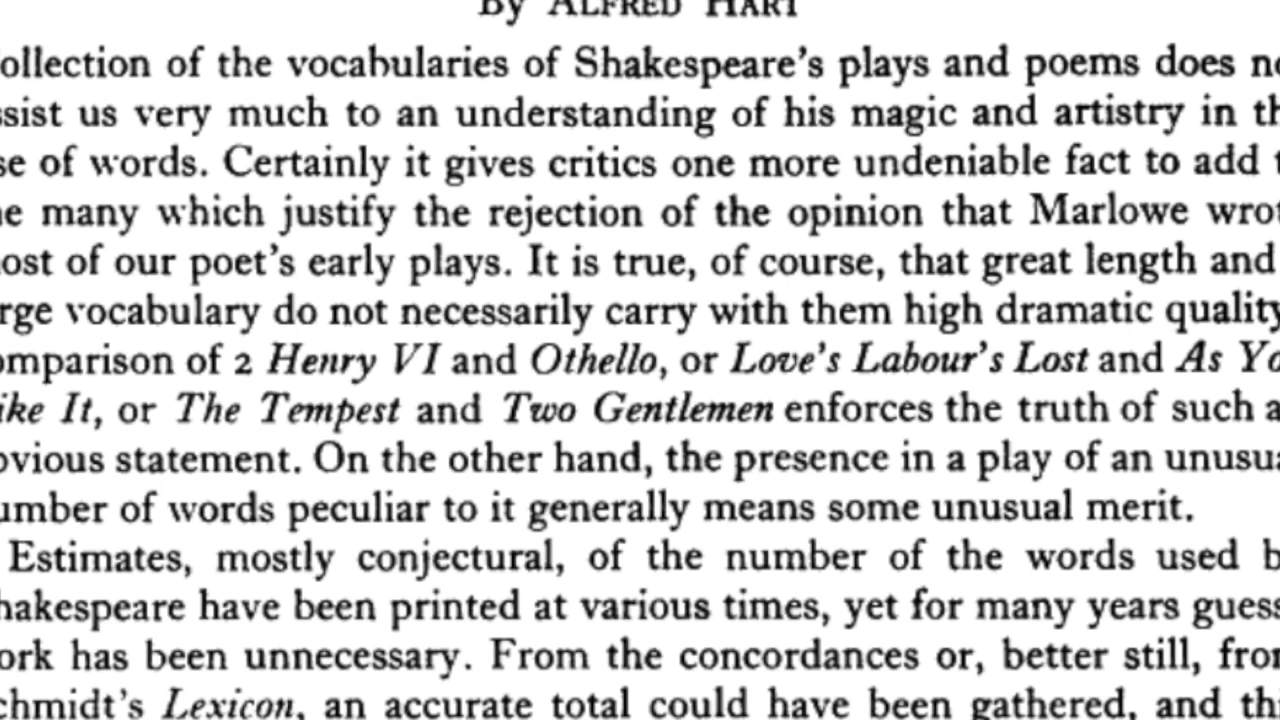 By ALFRED HART
ollection of the vocabularies of Shakespeare's plays and poems does no
ssist us very much to an understanding of his magic and artistry in th
se of words. Certainly it gives critics one more undeniable fact to add t
he many which justify the rejection of the opinion that Marlowe wrot
ost of our poet's early plays. It is true, of course, that great length and
rge vocabulary do not necessarily carry with them high dramatic quality
omparison of 2 Henry VI and Othello, or Love's Labour's Lost and As Yo
ike It, or The Tempest and Two Gentlemen enforces the truth of such a
bvious statement. On the other hand, the presence in a play of an unusua
umber of words peculiar to it generally means some unusual merit.
Estimates, mostly conjectural, of the number of the words used b
hakespeare have been printed at various times, yet for many years guess
ork has been unnecessary. From the concordances or, better still, from
chmidt's Lexicon, an accurate total could have been gathered, and thi